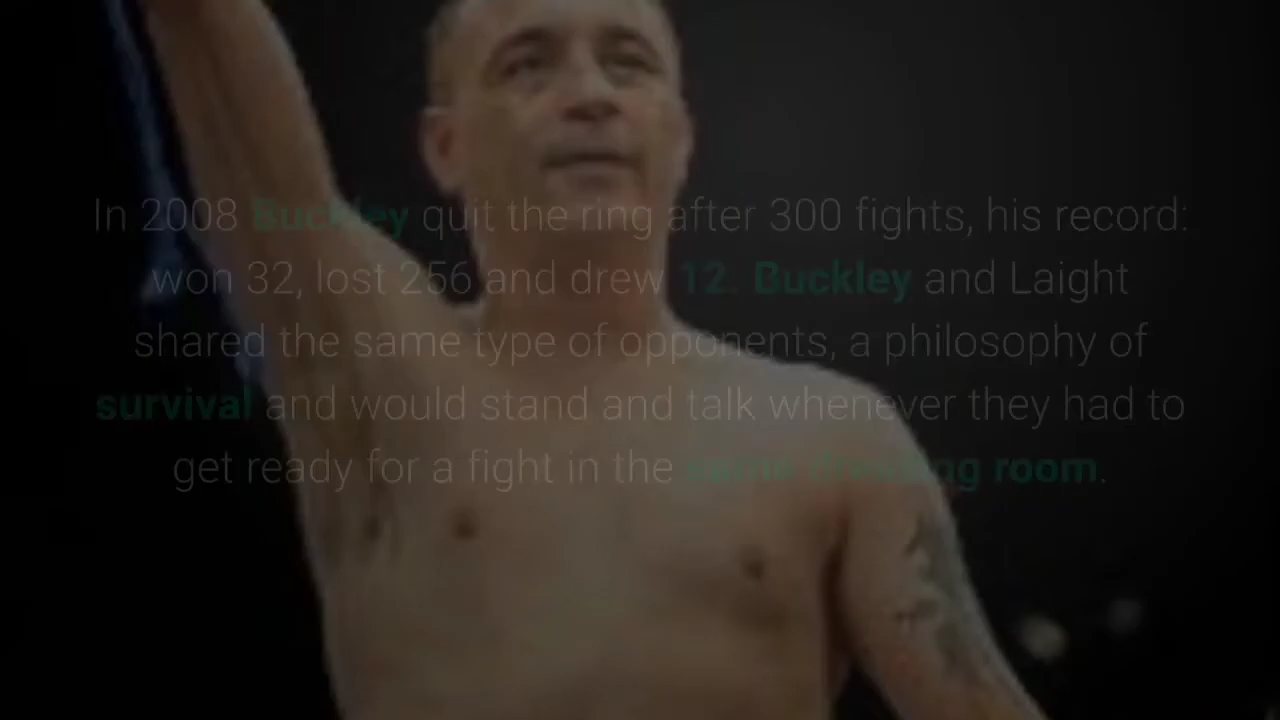 In 2008 Buckley quit the ring after 300 fights, his record:
won 32, lost 256 and drew 12. Buckley and Laight
shared the same type of opponents, a philosophy of
survival and would stand and talk whenever they had to
get ready for a fight in the same dressing room.